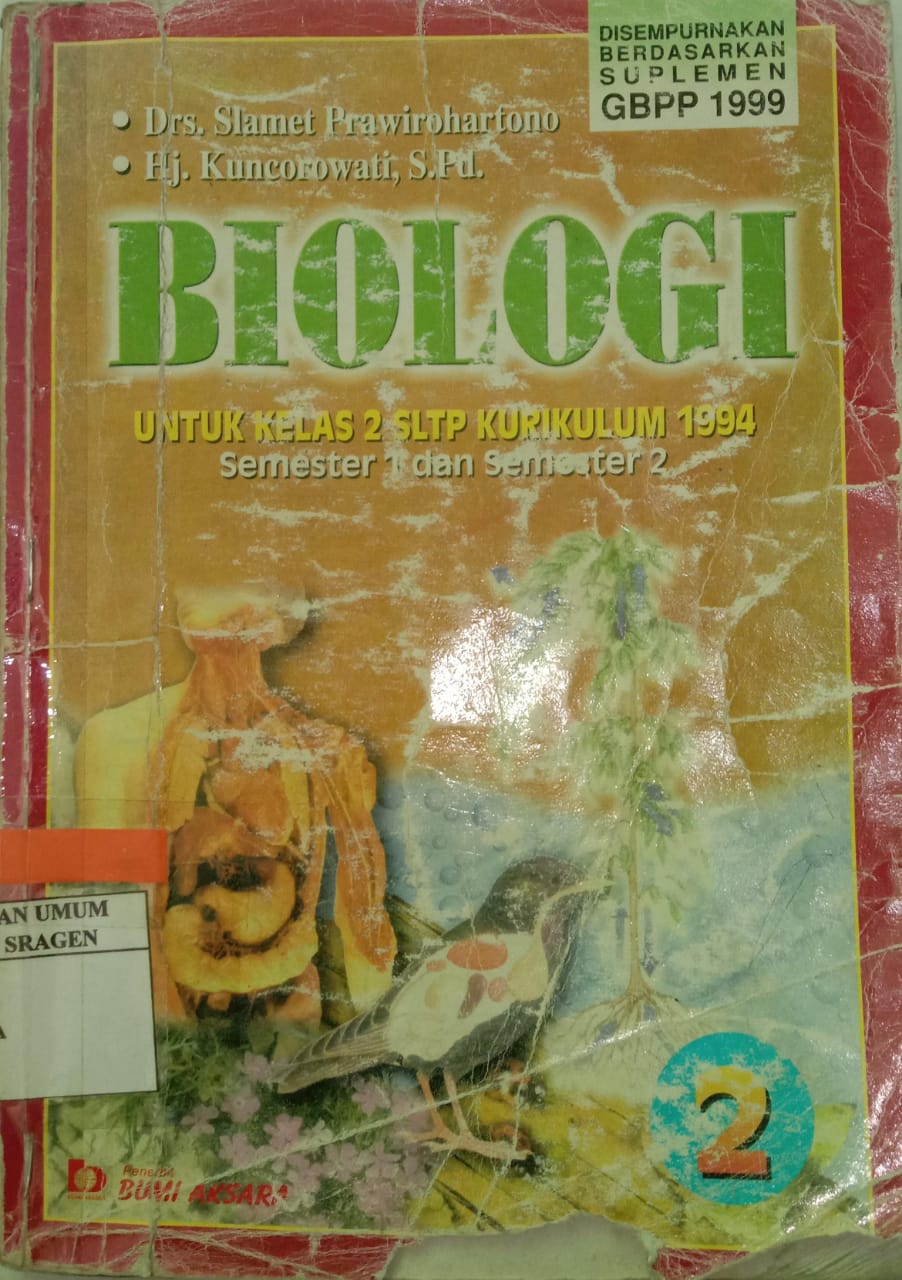 DISEMPURNAKAN
BERDASARKAN
SUPLEMEN
GBPP 1999
• Drs. Slamet Prawirohartono
• Hj. Kuncorowati, S.Pd.
BIOLOGI
UNTUK KELAS 2 SLTP KURIKULUM 1994
Semester 1 dan Semester 2
AN UMUM
SRAGEN
A
2
Penerbit
BUMI AKSARA